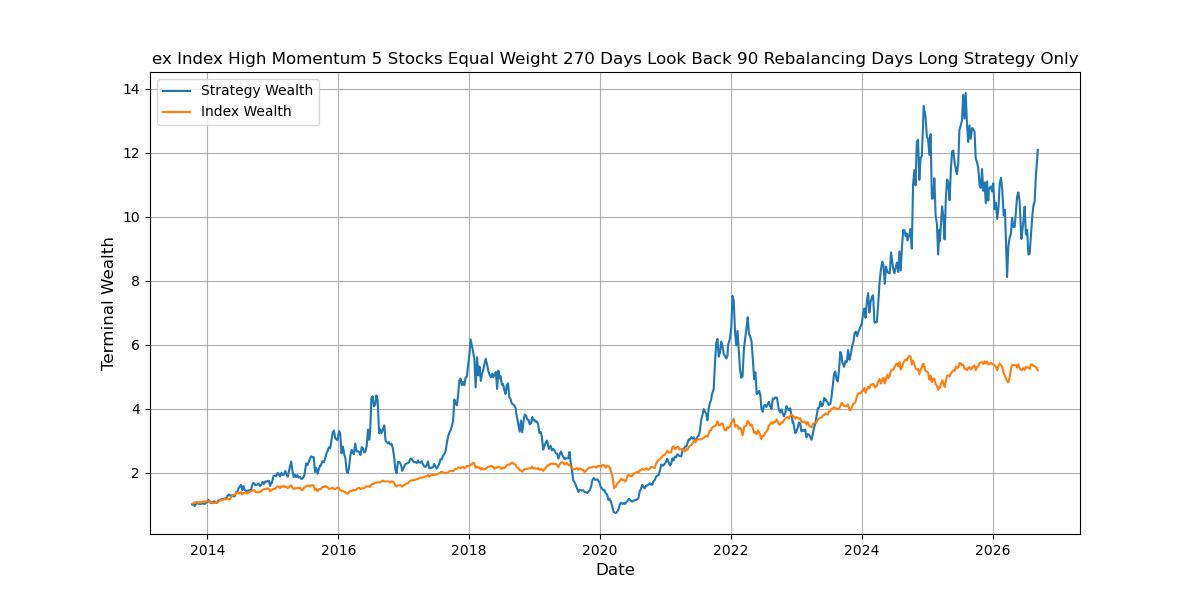 ex Index High Momentum 5 Stocks Equal Weight 270 Days Look Back 90 Rebalancing Days Long Strategy Only
Strategy Wealth
Index Wealth
Terminal Wealth
14
12
10
8
6
4
2
2014 2016 2018 2020 2022 2024 2026
Date